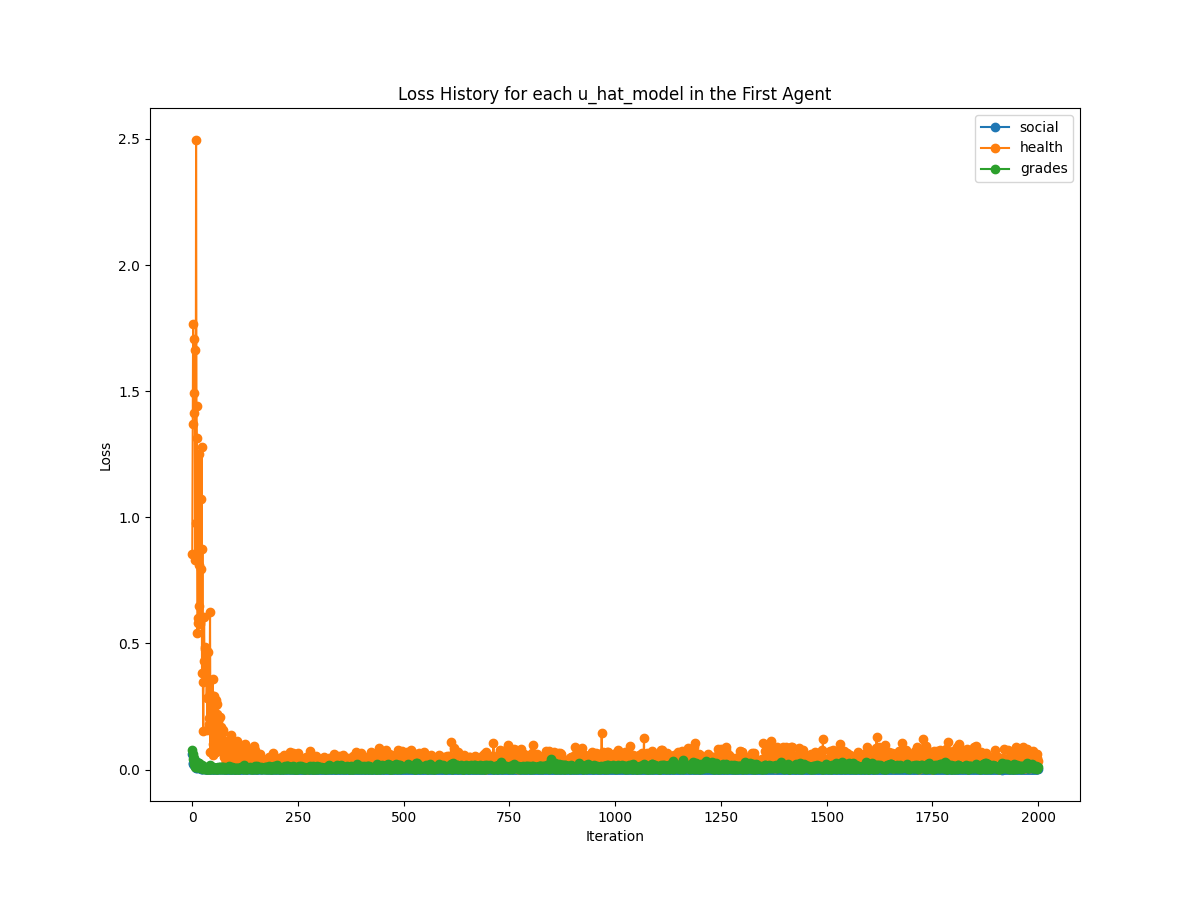 Loss History for each u_hat_model in the First Agent
social
health
grades
2.5
2.0
1.5
1.0
0.5
0.0
Loss
0 250 500 750 1000 1250 1500 1750 2000
Iteration